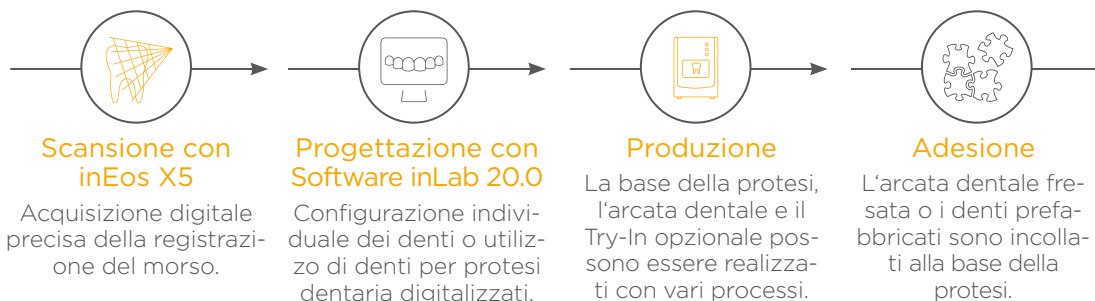 Scansione con
inEos X5
Acquisizione digitale
precisa della registrazi-
one del morso.
Progettazione con
Software inLab 20.0
Configurazione indivi-
duale dei denti o utiliz-
zo di denti per protesi
dentaria digitalizzati.
Produzione
La base della protesi,
l‘arcata dentale e il
Try-In opzionale pos-
sono essere realizza-
ti con vari processi.
Adesione
L‘arcata dentale fre-
sata o i denti prefa-
bbricati sono incolla-
ti alla base della
protesi.